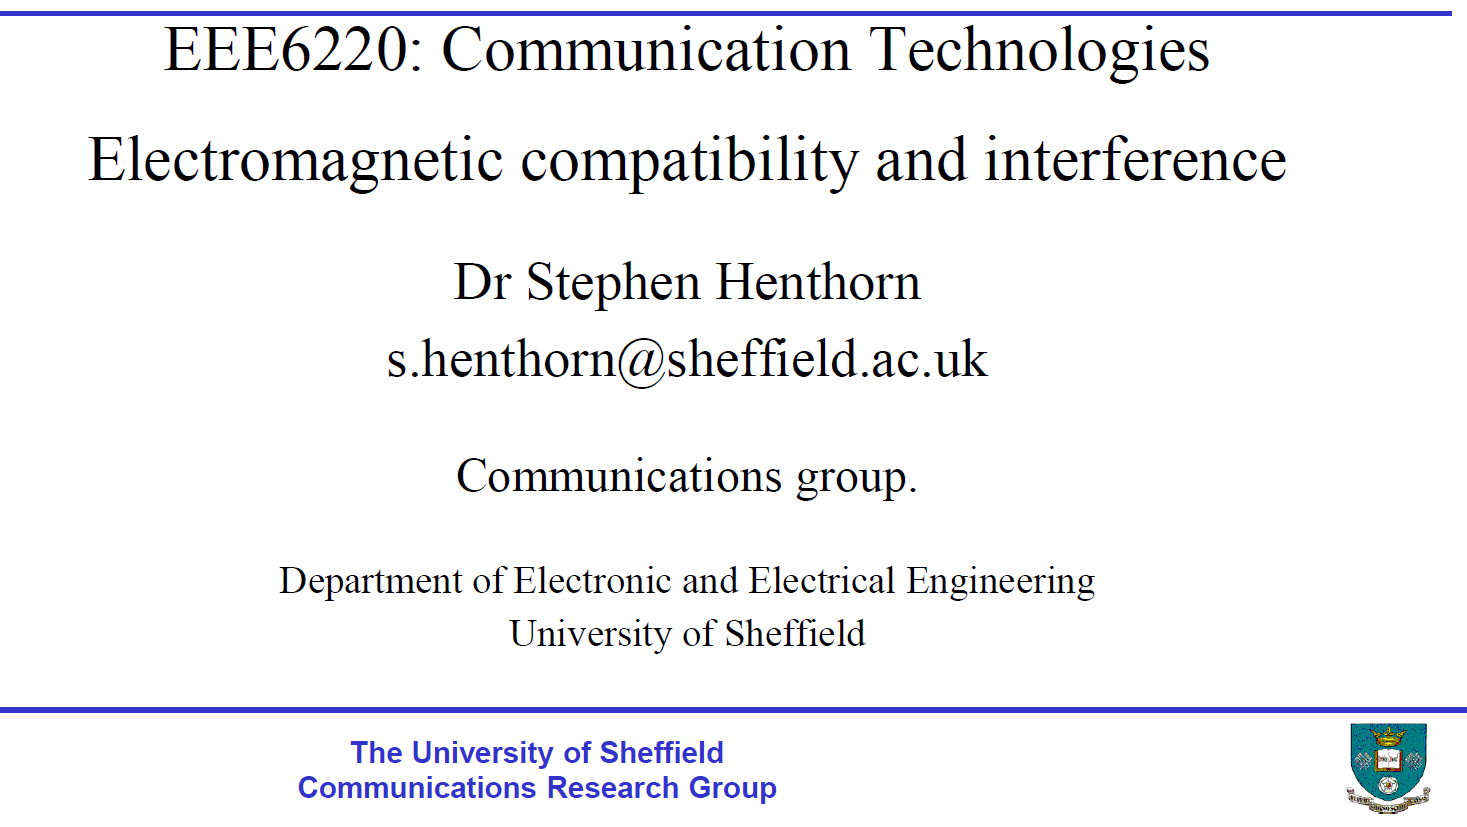 EEE6220: Communication Technologies
Electromagnetic compatibility and interference
Dr Stephen Henthorn
s.henthorn@sheffield.ac.uk
Communications group.
Department of Electronic and Electrical Engineering
University of Sheffield
The University of Sheffield
Communications Research Group